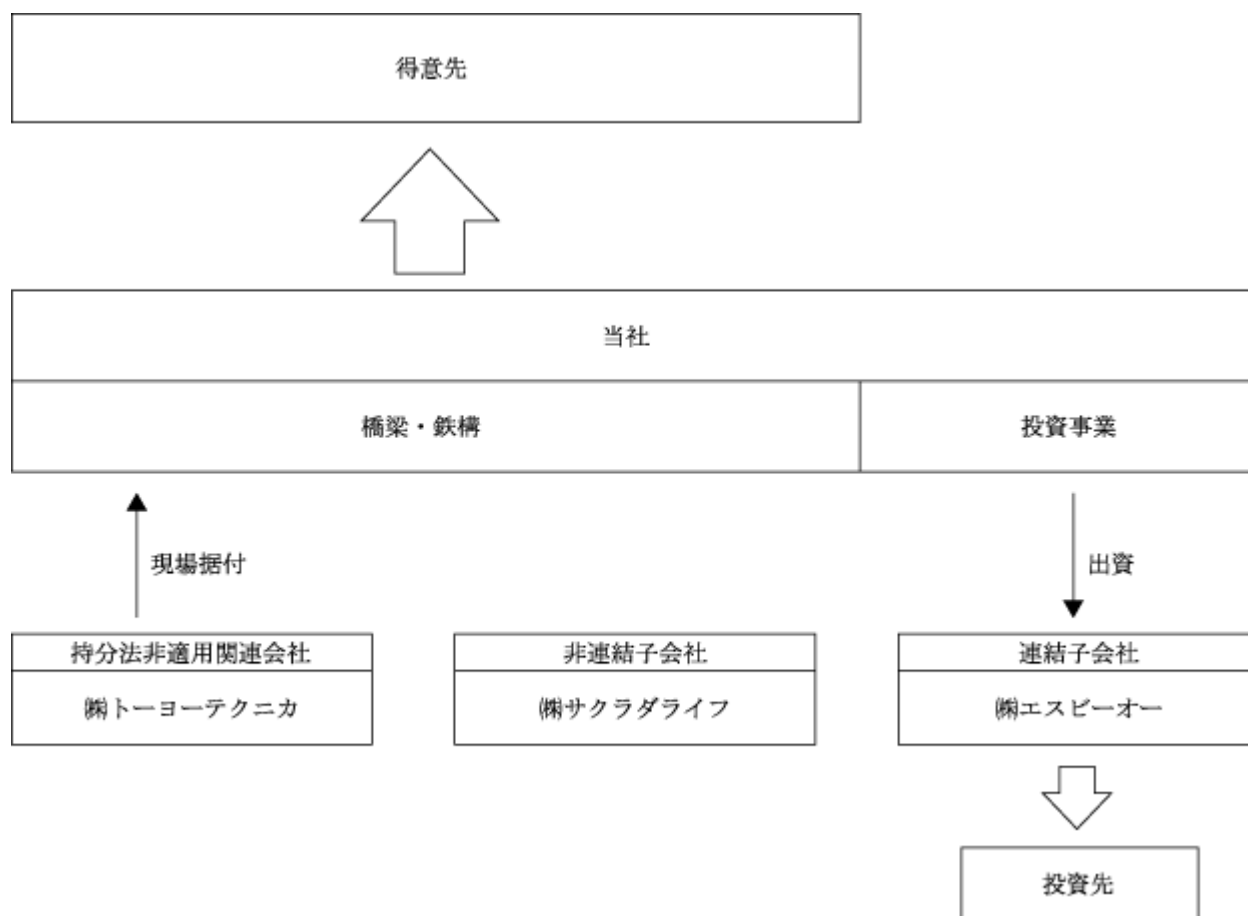 得意先
当社
橋梁・鉄構
投資事業
現場据付
出資
持分法非適用関連会社
㈱トーヨーテクニカ
非連結子会社
㈱サクラダライフ
連結子会社
㈱エスビーオー
投資先